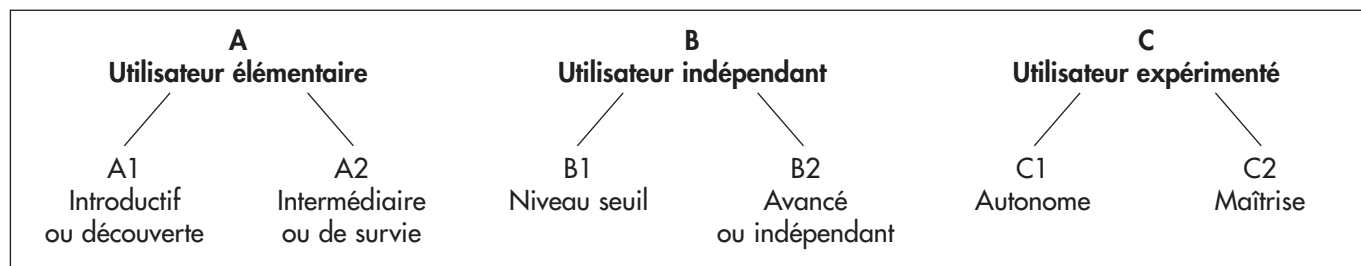 A
Utilisateur élémentaire
B
Utilisateur indépendant
C
Utilisateur expérimenté
A1
Introductif
ou découverte
A2
Intermédiaire
ou de survie
B1
Niveau seuil
B2
Avancé
ou indépendant
C1
Autonome
C2
Maîtrise